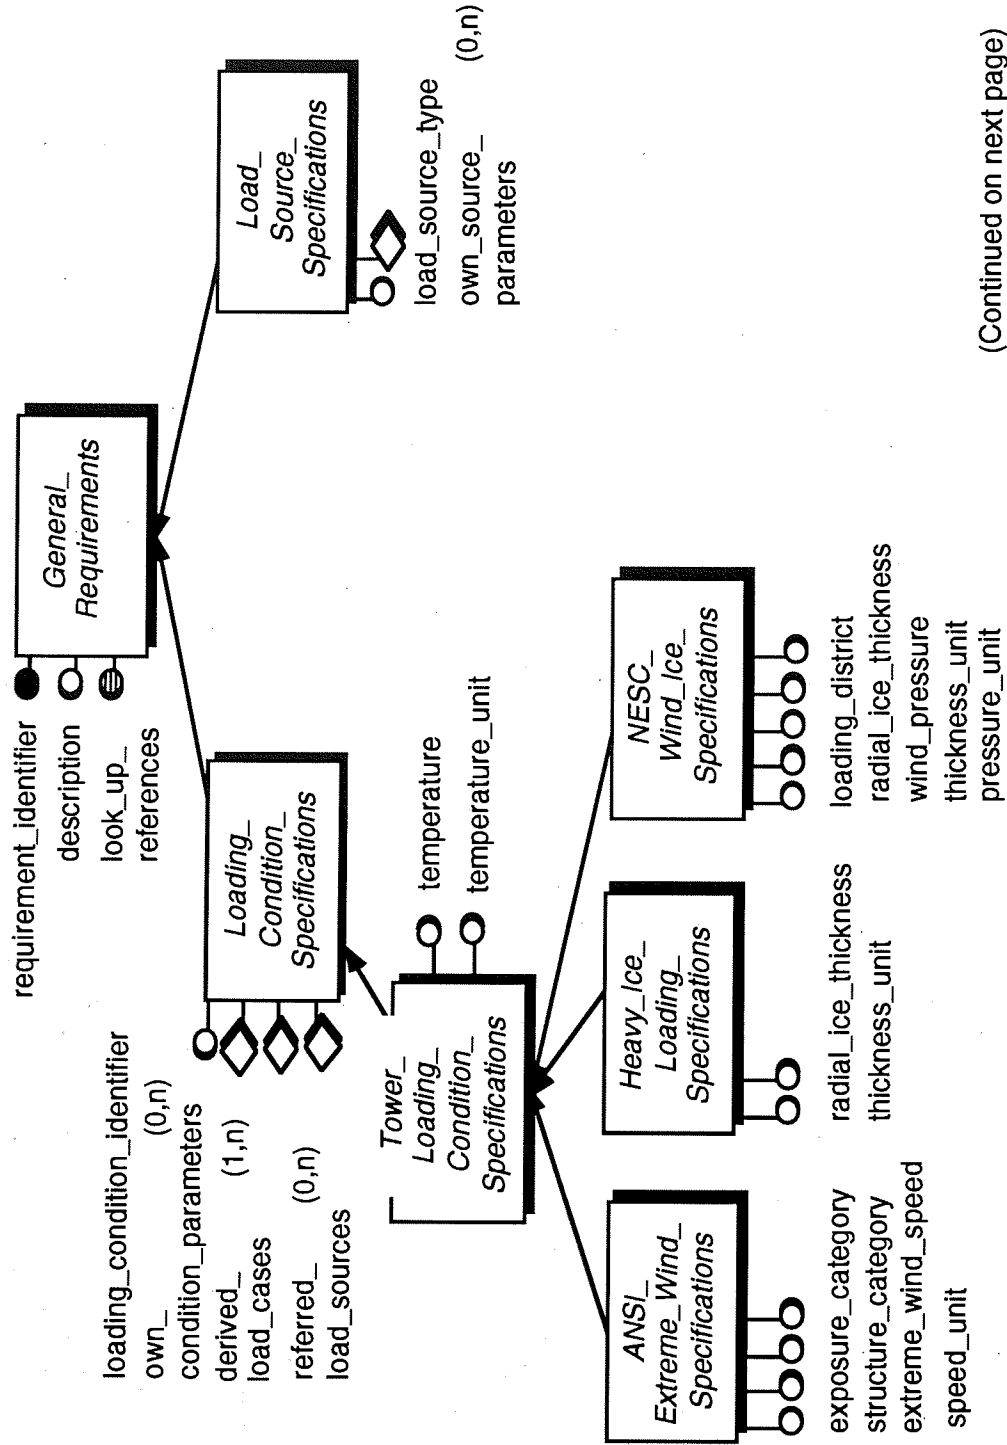 requirement_identifier
description
look_up_
references
General_
Requirements
loading_condition_identifier
own_ (0,n)
condition_parameters
derived_ (1,n)
load_cases
referred_ (0,n)
load_sources
Loading_
Condition_
Specifications
Load_
Source_
Specifications
load_source_type
own_source_ (0,n)
parameters
Tower_
Loading_
Condition_
Specifications
temperature
temperature_unit
ANSI_
Extreme_Wind_
Specifications
exposure_category
structure_category
extreme_wind_speed
speed_unit
Heavy_Ice_
Loading_
Specifications
radial_ice_thickness
thickness_unit
NESC_
Wind_Ice_
Specifications
loading_district
radial_ice_thickness
wind_pressure
thickness_unit
pressure_unit
(Continued on next page)